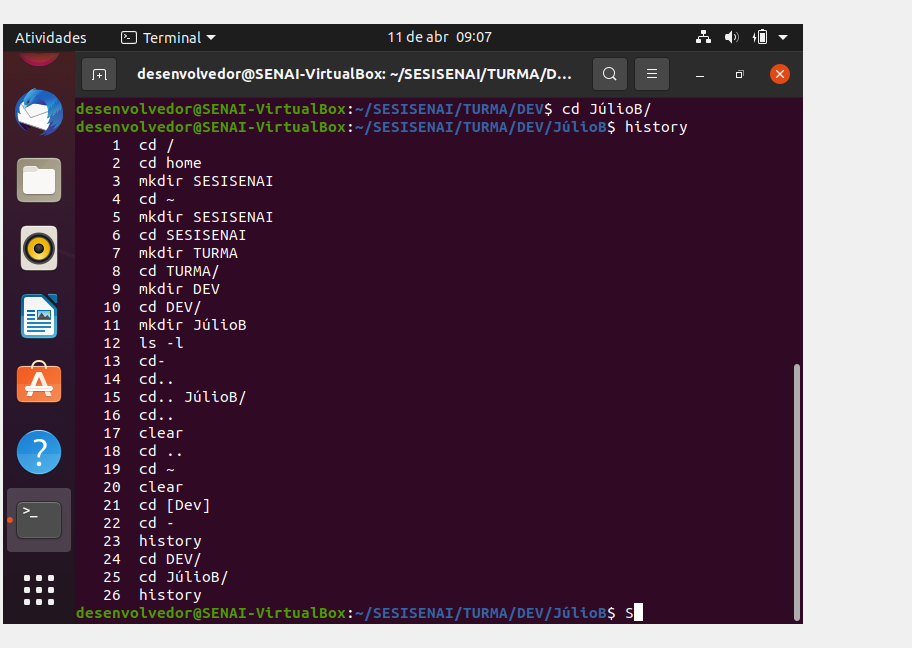 Atividades
Terminal
11 de abr 09:07
desenvolvedor@SENAI-VirtualBox: ~/SESISENAI/TURMA/D...
desenvolvedor@SENAI-VirtualBox:~/SESISENAI/TURMA/DEV$ cd JúlioB/
desenvolvedor@SENAI-VirtualBox:~/SESISENAI/TURMA/DEV/JúlioB$ history
1 cd /
2 cd home
3 mkdir SESISENAI
4 cd ~
5 mkdir SESISENAI
6 cd SESISENAI
7 mkdir TURMA
8 cd TURMA/
9 mkdir DEV
10 cd DEV/
11 mkdir JúlioB
12 ls -l
13 cd-
14 cd..
15 cd.. JúlioB/
16 cd..
17 clear
18 cd ..
19 cd ~
20 clear
21 cd [Dev]
22 cd -
23 history
24 cd DEV/
25 cd JúlioB/
26 history
desenvolvedor@SENAI-VirtualBox:~/SESISENAI/TURMA/DEV/JúlioB$ S